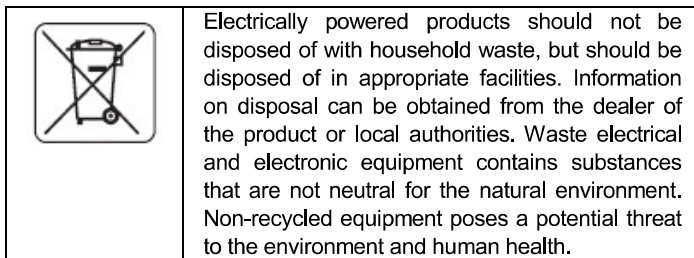 Electrically powered products should not be
disposed of with household waste, but should be
disposed of in appropriate facilities. Information
on disposal can be obtained from the dealer of
the product or local authorities. Waste electrical
and electronic equipment contains substances
that are not neutral for the natural environment.
Non-recycled equipment poses a potential threat
to the environment and human health.